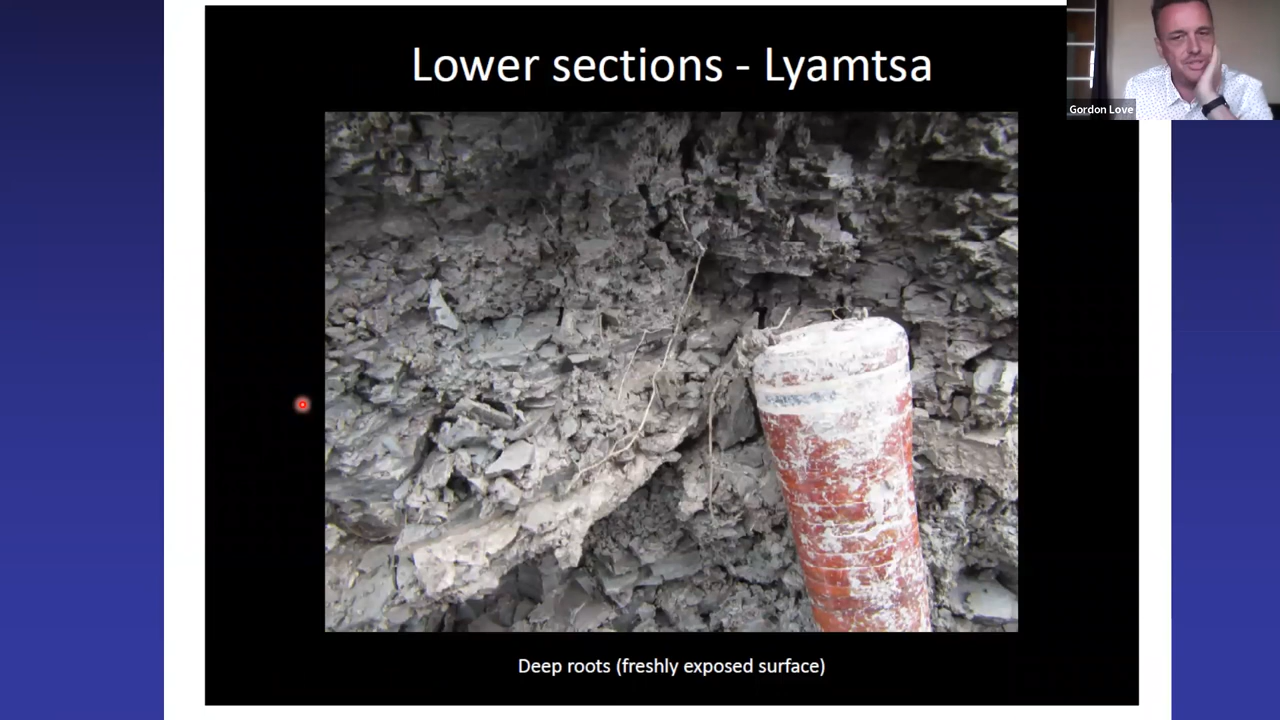 Lower sections - Lyamtsa
Gordon Love
Deep roots (freshly exposed surface)